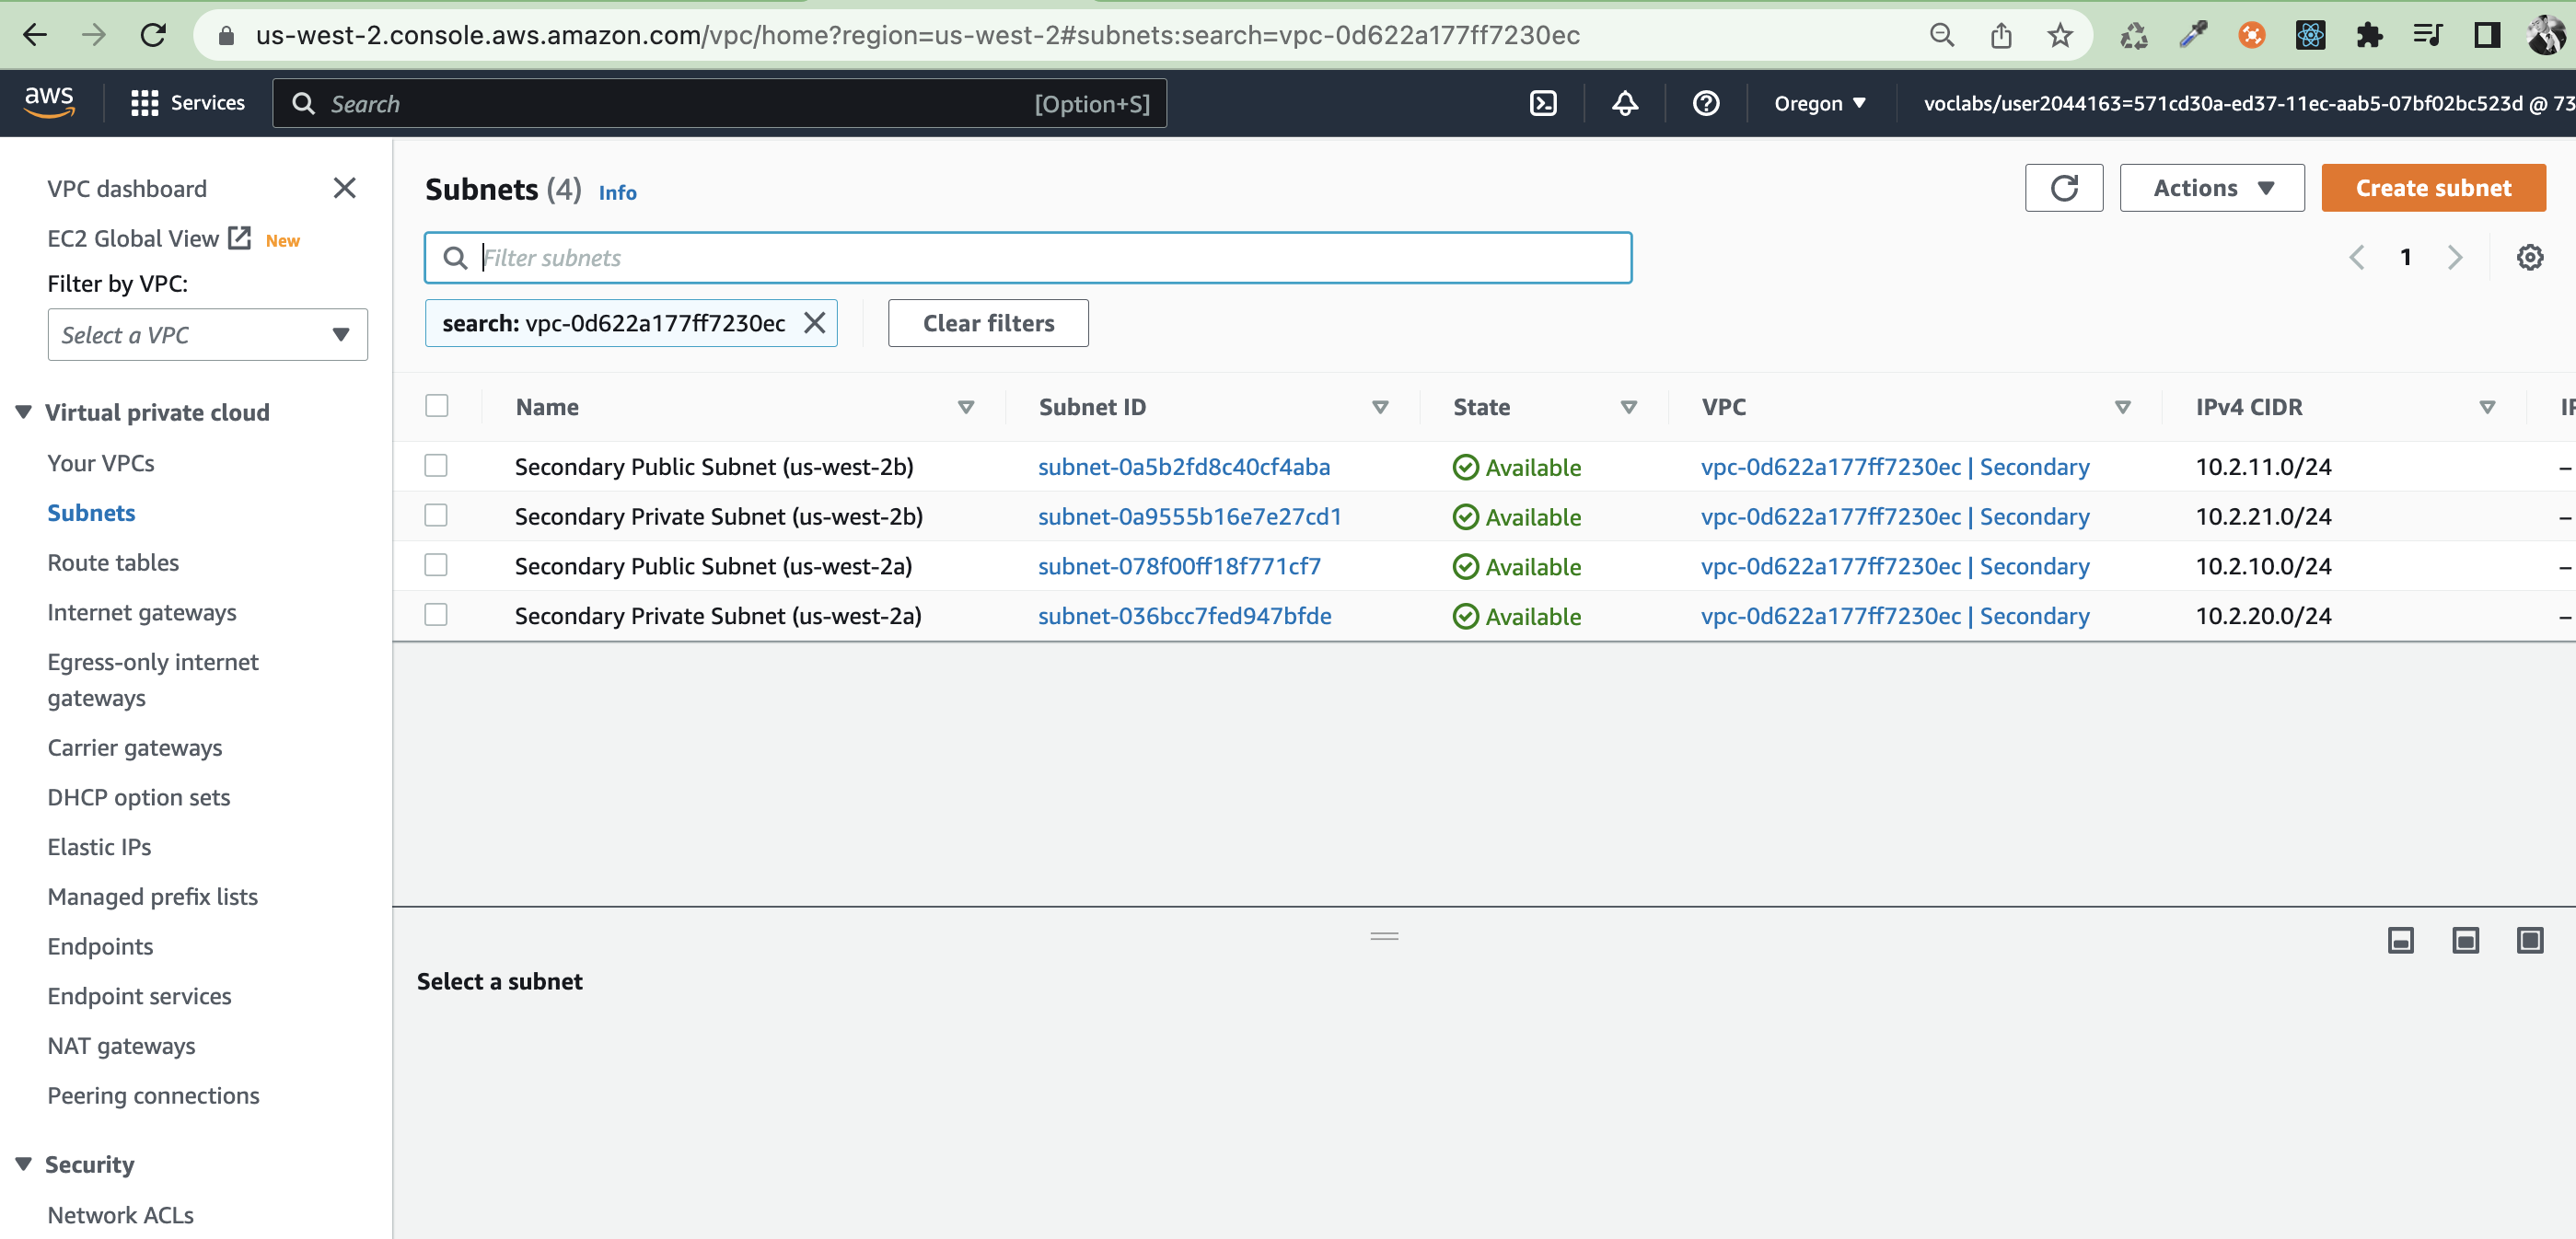 us-west-2.console.aws.amazon.com/vpc/home?region=us-west-2#subnets:search=vpc-0d622a177ff7230ec
aws Services Search [Option+S] Oregon voclabs/user2044163=571cd30a-ed37-11ec-aab5-07bf02bc523d @ 73
VPC dashboard
EC2 Global View New
Filter by VPC:
Select a VPC
Virtual private cloud
Your VPCs
Subnets
Route tables
Internet gateways
Egress-only internet
gateways
Carrier gateways
DHCP option sets
Elastic IPs
Managed prefix lists
Endpoints
Endpoint services
NAT gateways
Peering connections
Security
Network ACLs
Subnets (4) Info
Actions
Create subnet
Filter subnets
1
search: vpc-0d622a177ff7230ec
Clear filters
Name Subnet ID State VPC IPv4 CIDR IP
Secondary Public Subnet (us-west-2b) subnet-0a5b2fd8c40cf4aba Available vpc-0d622a177ff7230ec | Secondary 10.2.11.0/24 –
Secondary Private Subnet (us-west-2b) subnet-0a9555b16e7e27cd1 Available vpc-0d622a177ff7230ec | Secondary 10.2.21.0/24 –
Secondary Public Subnet (us-west-2a) subnet-078f00ff18f771cf7 Available vpc-0d622a177ff7230ec | Secondary 10.2.10.0/24 –
Secondary Private Subnet (us-west-2a) subnet-036bcc7fed947bfde Available vpc-0d622a177ff7230ec | Secondary 10.2.20.0/24 –
Select a subnet